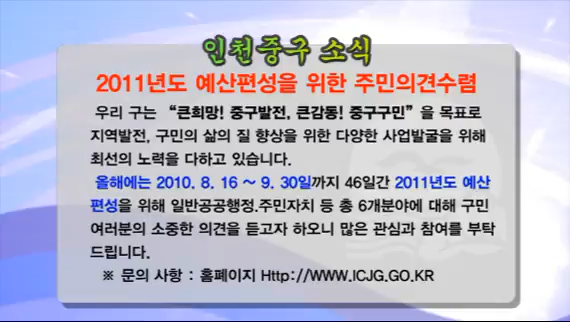 인천중구 소식
2011년도 예산편성을 위한 주민의견수렴
우리 구는 “큰희망! 중구발전, 큰감동! 중구구민”을 목표로
지역발전, 구민의 삶의 질 향상을 위한 다양한 사업발굴을 위해
최선의 노력을 다하고 있습니다.
올해에는 2010. 8. 16 ~ 9. 30일까지 46일간 2011년도 예산
편성을 위해 일반공공행정.주민자치 등 총 6개분야에 대해 구민
여러분의 소중한 의견을 듣고자 하오니 많은 관심과 참여를 부탁
드립니다.
※ 문의 사항 : 홈페이지 Http://WWW.ICJG.GO.KR